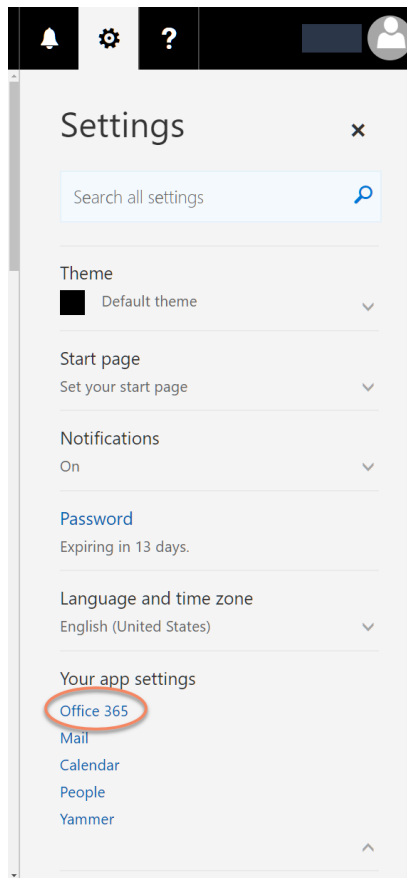 ?
Settings
Search all settings
Theme
Default theme
Start page
Set your start page
Notifications
On
Password
Expiring in 13 days.
Language and time zone
English (United States)
Your app settings
Office 365
Mail
Calendar
People
Yammer